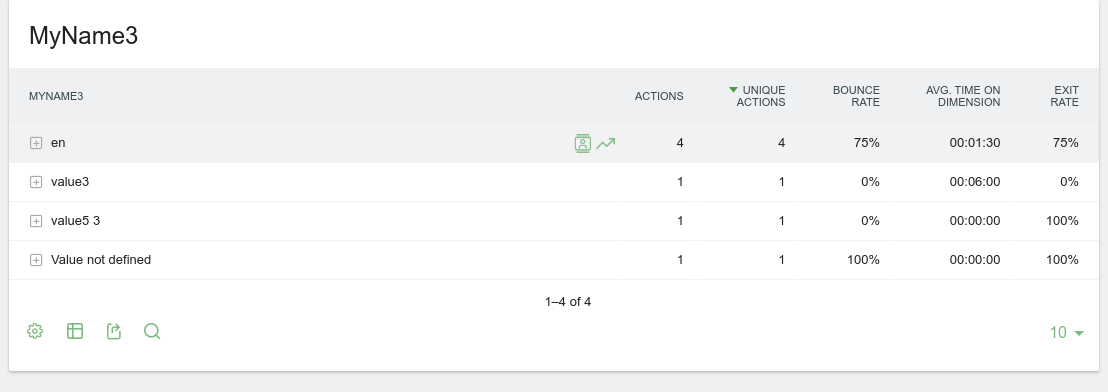 MyName3
MYNAME3 ACTIONS UNIQUE ACTIONS BOUNCE RATE AVG. TIME ON DIMENSION EXIT RATE
en 4 4 75% 00:01:30 75%
value3 1 1 0% 00:06:00 0%
value5 3 1 1 0% 00:00:00 100%
Value not defined 1 1 100% 00:00:00 100%
1–4 of 4
10